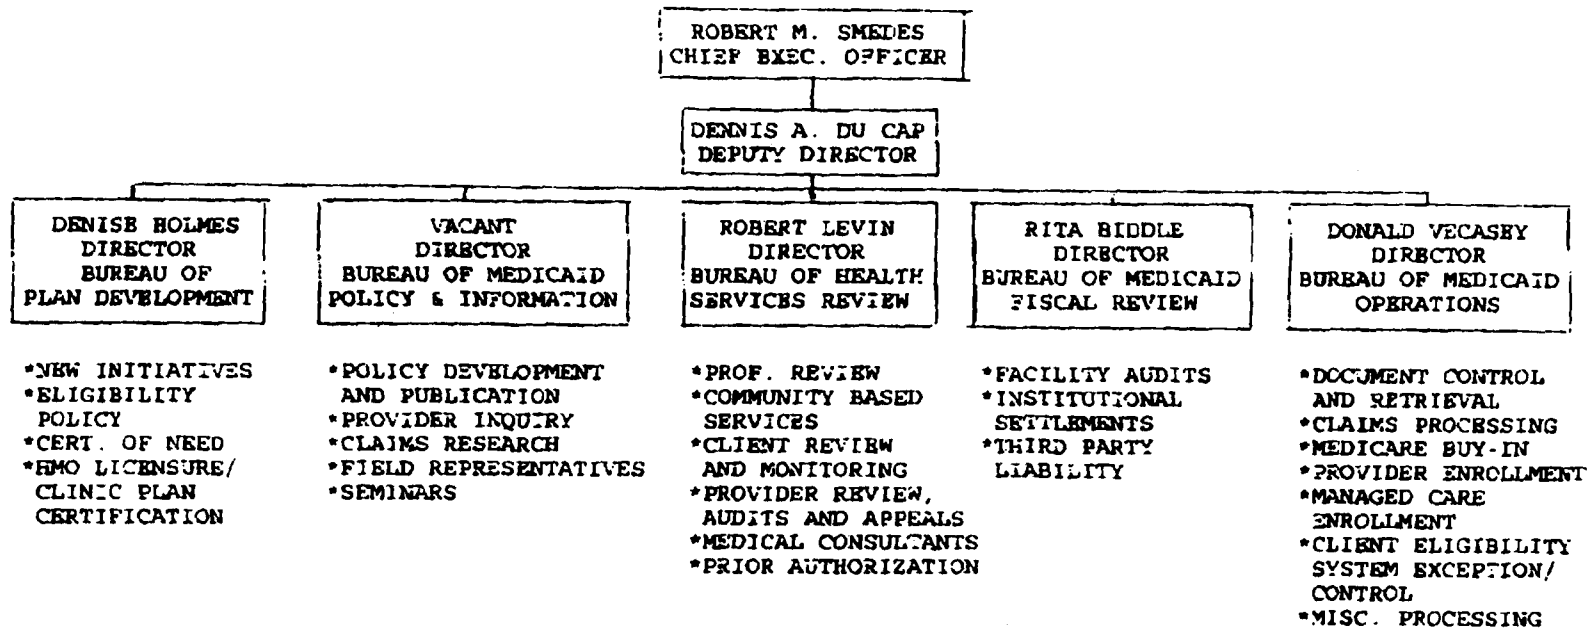 ROBERT M. SMEDES
CHIEF EXEC. OFFICER
DENNIS A. DU CAP
DEPUTY DIRECTOR
DENISE HOLMES
DIRECTOR
BUREAU OF
PLAN DEVELOPMENT
*NEW INITIATIVES
*ELIGIBILITY
POLICY
*CERT. OF NEED
*HMO LICENSURE/
CLINIC PLAN
CERTIFICATION
VACANT
DIRECTOR
BUREAU OF MEDICAID
POLICY & INFORMATION
*POLICY DEVELOPMENT
AND PUBLICATION
*PROVIDER INQUIRY
*CLAIMS RESEARCH
*FIELD REPRESENTATIVES
*SEMINARS
ROBERT LEVIN
DIRECTOR
BUREAU OF HEALTH
SERVICES REVIEW
*PROF. REVIEW
*COMMUNITY BASED
SERVICES
*CLIENT REVIEW
AND MONITORING
*PROVIDER REVIEW,
AUDITS AND APPEALS
*MEDICAL CONSULTANTS
*PRIOR AUTHORIZATION
RITA BIDDLE
DIRECTOR
BUREAU OF MEDICAID
FISCAL REVIEW
*FACILITY AUDITS
*INSTITUTIONAL
SETTLEMENTS
*THIRD PARTY
LIABILITY
DONALD VECASEY
DIRECTOR
BUREAU OF MEDICAID
OPERATIONS
*DOCUMENT CONTROL
AND RETRIEVAL
*CLAIMS PROCESSING
*MEDICARE BUY-IN
*PROVIDER ENROLLMENT
*MANAGED CARE
ENROLLMENT
*CLIENT ELIGIBILITY
SYSTEM EXCEPTION/
CONTROL
*MISC. PROCESSING